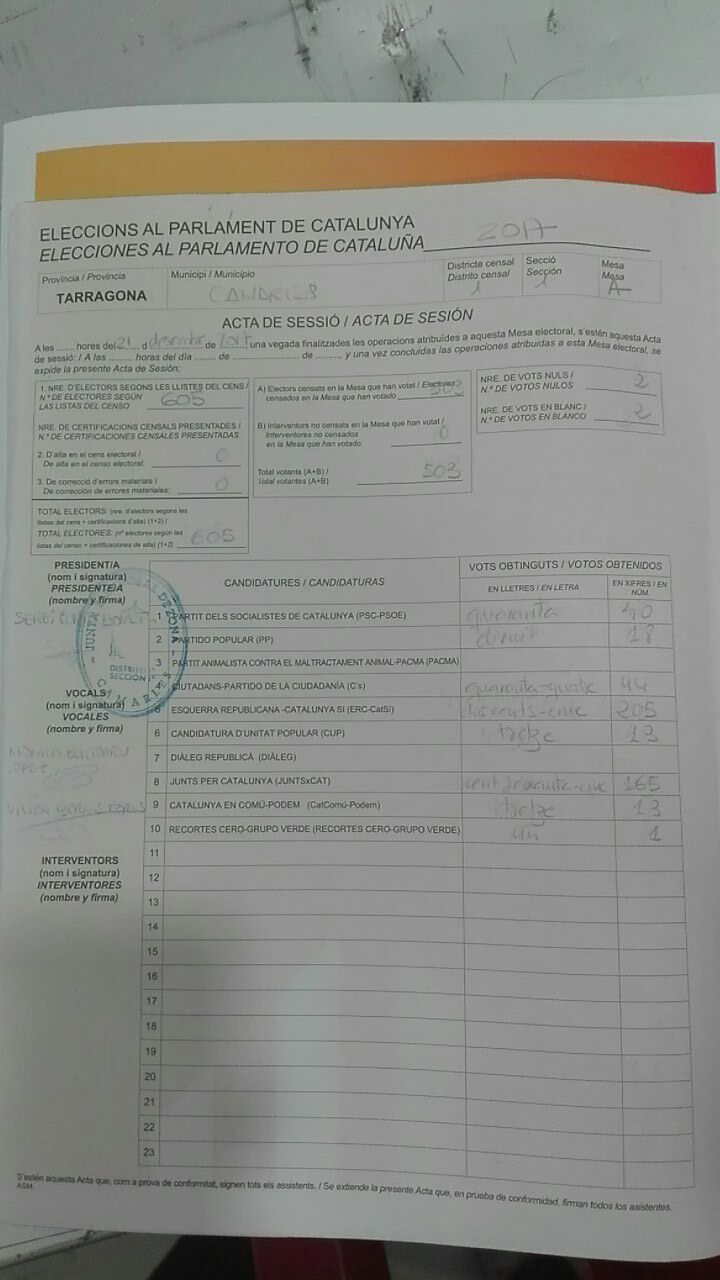 ELECCIONS AL PARLAMENT DE CATALUNYA
ELECCIONES AL PARLAMENTO DE CATALUÑA 2017
Província / Provincia
TARRAGONA
Municipi / Municipio
CAMARLES
Districte censal
Distrito censal
1
Secció
Sección
1
Mesa
Mesa
A
ACTA DE SESSIÓ / ACTA DE SESIÓN
A les ....... hores del 21 d desembre de 2017, una vegada finalitzades les operacions atribuïdes a aquesta Mesa electoral, s'estén aquesta Acta
de sessió: / A las ......... horas del día ....... de ........................ de ........, y una vez concluidas las operaciones atribuidas a esta Mesa electoral, se
expide la presente Acta de Sesión:
1. NRE. D'ELECTORS SEGONS LES LLISTES DEL CENS /
N.º DE ELECTORES SEGÚN
LAS LISTAS DEL CENSO 605
NRE. DE CERTIFICACIONS CENSALS PRESENTADES /
N.º DE CERTIFICACIONES CENSALES PRESENTADAS
2. D'alta en el cens electoral /
De alta en el censo electoral: 0
3. De correcció d'errors materials /
De corrección de errores materiales: 0
TOTAL ELECTORS: (nre. d'electors segons les
llistes del cens + certificacions d'alta) (1+2) /
TOTAL ELECTORES: (nº electores según las
listas del censo + certificaciones de alta) (1+2) 605
A) Electors censats en la Mesa que han votat / Electores
censados en la Mesa que han votado
B) Interventors no censats en la Mesa que han votat /
Interventores no censados
en la Mesa que han votado 0
Total votants (A+B) /
Total votantes (A+B) 503
NRE. DE VOTS NULS /
N.º DE VOTOS NULOS 2
NRE. DE VOTS EN BLANC /
N.º DE VOTOS EN BLANCO 2
PRESIDENT/A
(nom i signatura)
PRESIDENTE/A
(nombre y firma)
VOCALS /
(nom i signatura)
VOCALES
(nombre y firma)
INTERVENTORS
(nom i signatura)
INTERVENTORES
(nombre y firma)
JUNTA DE ZONA
DISTRITO
SECCIÓN
CAMARLES
CANDIDATURES / CANDIDATURAS
VOTS OBTINGUTS / VOTOS OBTENIDOS
EN LLETRES / EN LETRA
EN XIFRES / EN NÚM.
1 PARTIT DELS SOCIALISTES DE CATALUNYA (PSC-PSOE) quaranta 40
2 PARTIDO POPULAR (PP) divuit 18
3 PARTIT ANIMALISTA CONTRA EL MALTRACTAMENT ANIMAL-PACMA (PACMA)
CIUTADANS-PARTIDO DE LA CIUDADANÍA (C's) quaranta-quatre 44
5 ESQUERRA REPUBLICANA -CATALUNYA SI (ERC-CatSí) dos cents-cinc 205
6 CANDIDATURA D'UNITAT POPULAR (CUP) tretze 13
7 DIÀLEG REPUBLICÀ (DIÀLEG)
8 JUNTS PER CATALUNYA (JUNTSxCAT) cent seixanta-cinc 165
9 CATALUNYA EN COMÚ-PODEM (CatComú-Podem) tretze 13
10 RECORTES CERO-GRUPO VERDE (RECORTES CERO-GRUPO VERDE) un 1
11
12
13
14
15
16
17
18
19
20
21
22
23
S'estén aquesta Acta que, com a prova de conformitat, signen tots els assistents. / Se extiende la presente Acta que, en prueba de conformidad, firman todos los asistentes.
ASM